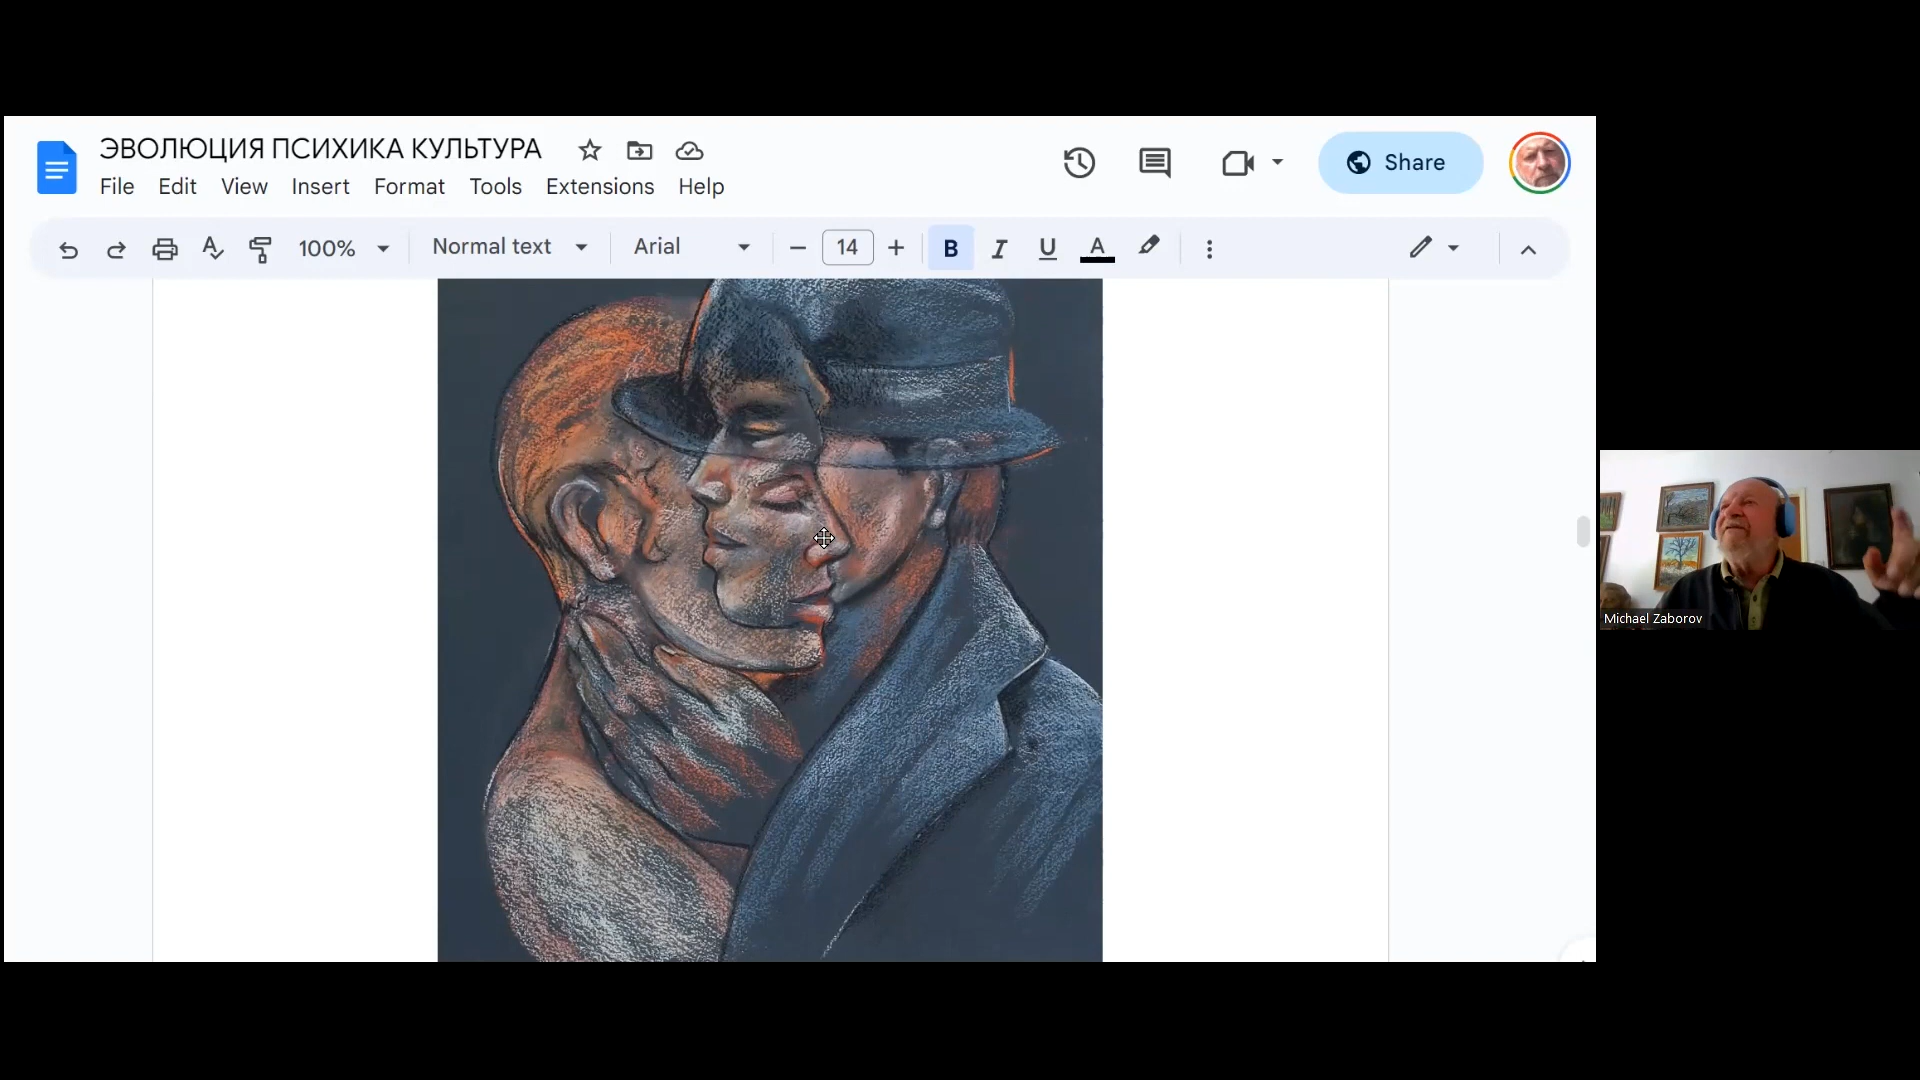 ЭВОЛЮЦИЯ ПСИХИКА КУЛЬТУРА
File Edit View Insert Format Tools Extensions Help
Share
100% Normal text Arial 14 B I U A
Michael Zaborov